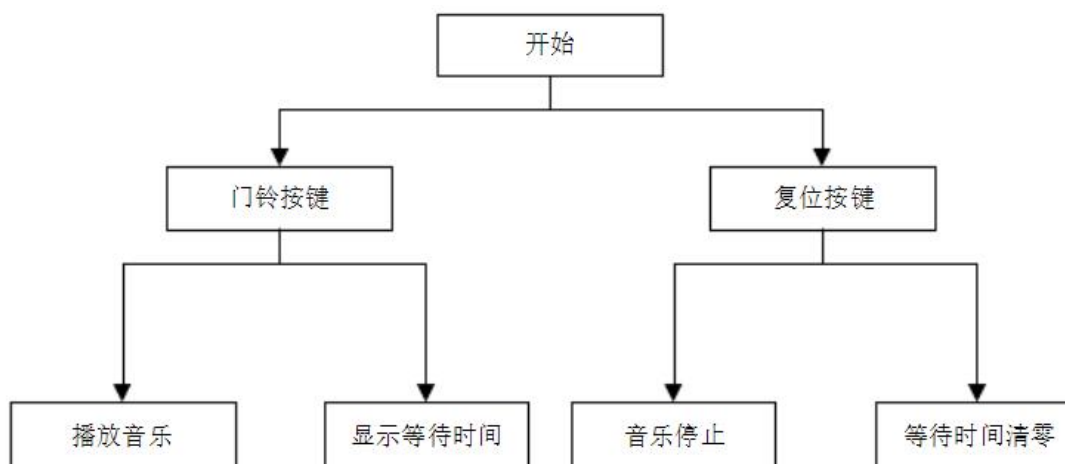 开始
门铃按键
复位按键
播放音乐
显示等待时间
音乐停止
等待时间清零